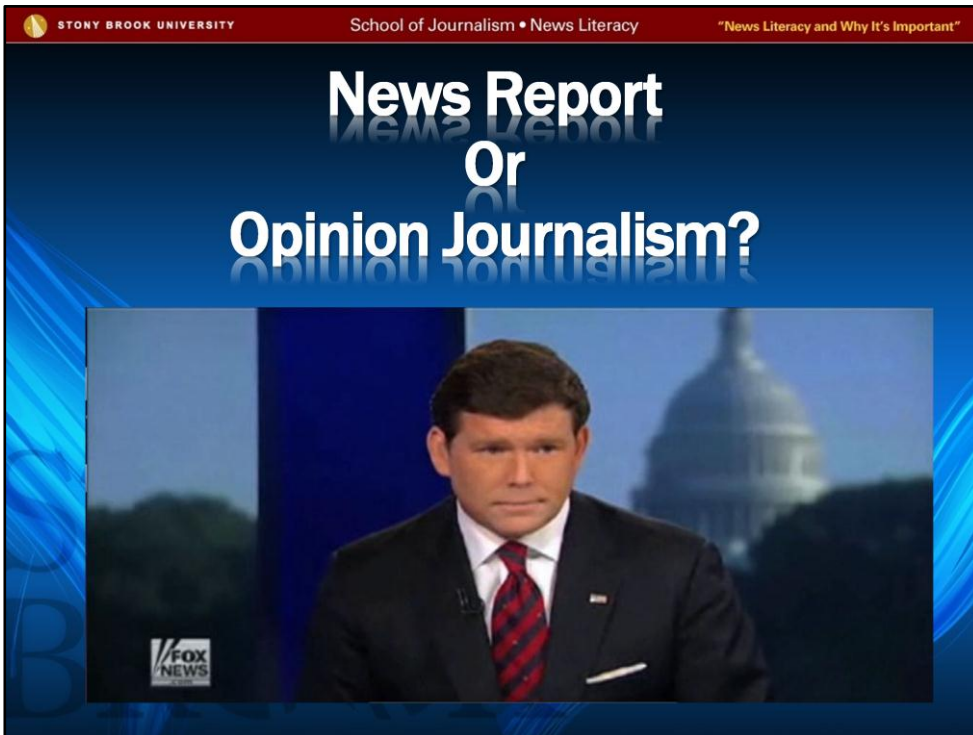 STONY BROOK UNIVERSITY
School of Journalism • News Literacy
“News Literacy and Why It’s Important”
News Report
Or
Opinion Journalism?
FOX
NEWS